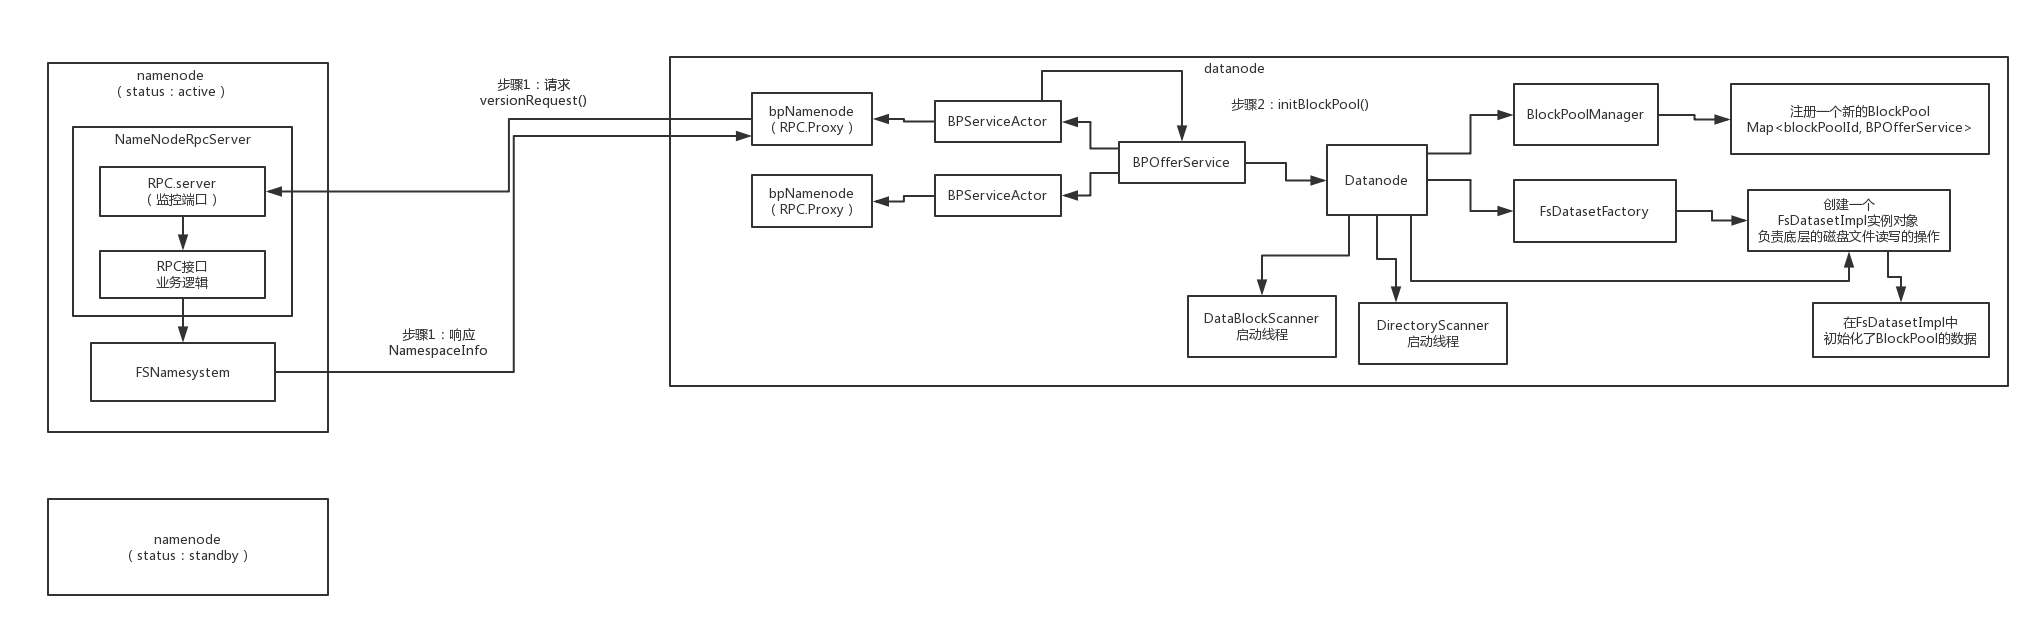 namenode
（ status：active ）
NameNodeRpcServer
RPC.server
（ 监控端口 ）
RPC接口
业务逻辑
FSNamesystem
步骤1：请求
versionRequest()
步骤1：响应
NamespaceInfo
datanode
bpNamenode
（ RPC.Proxy ）
BPServiceActor
bpNamenode
（ RPC.Proxy ）
BPServiceActor
BPOfferService
步骤2：initBlockPool()
Datanode
BlockPoolManager
注册一个新的BlockPool
Map<blockPoolId, BPOfferService>
FsDatasetFactory
创建一个
FsDatasetImpl实例对象
负责底层的磁盘文件读写的操作
DataBlockScanner
启动线程
DirectoryScanner
启动线程
在FsDatasetImpl中
初始化了BlockPool的数据
namenode
（ status：standby ）